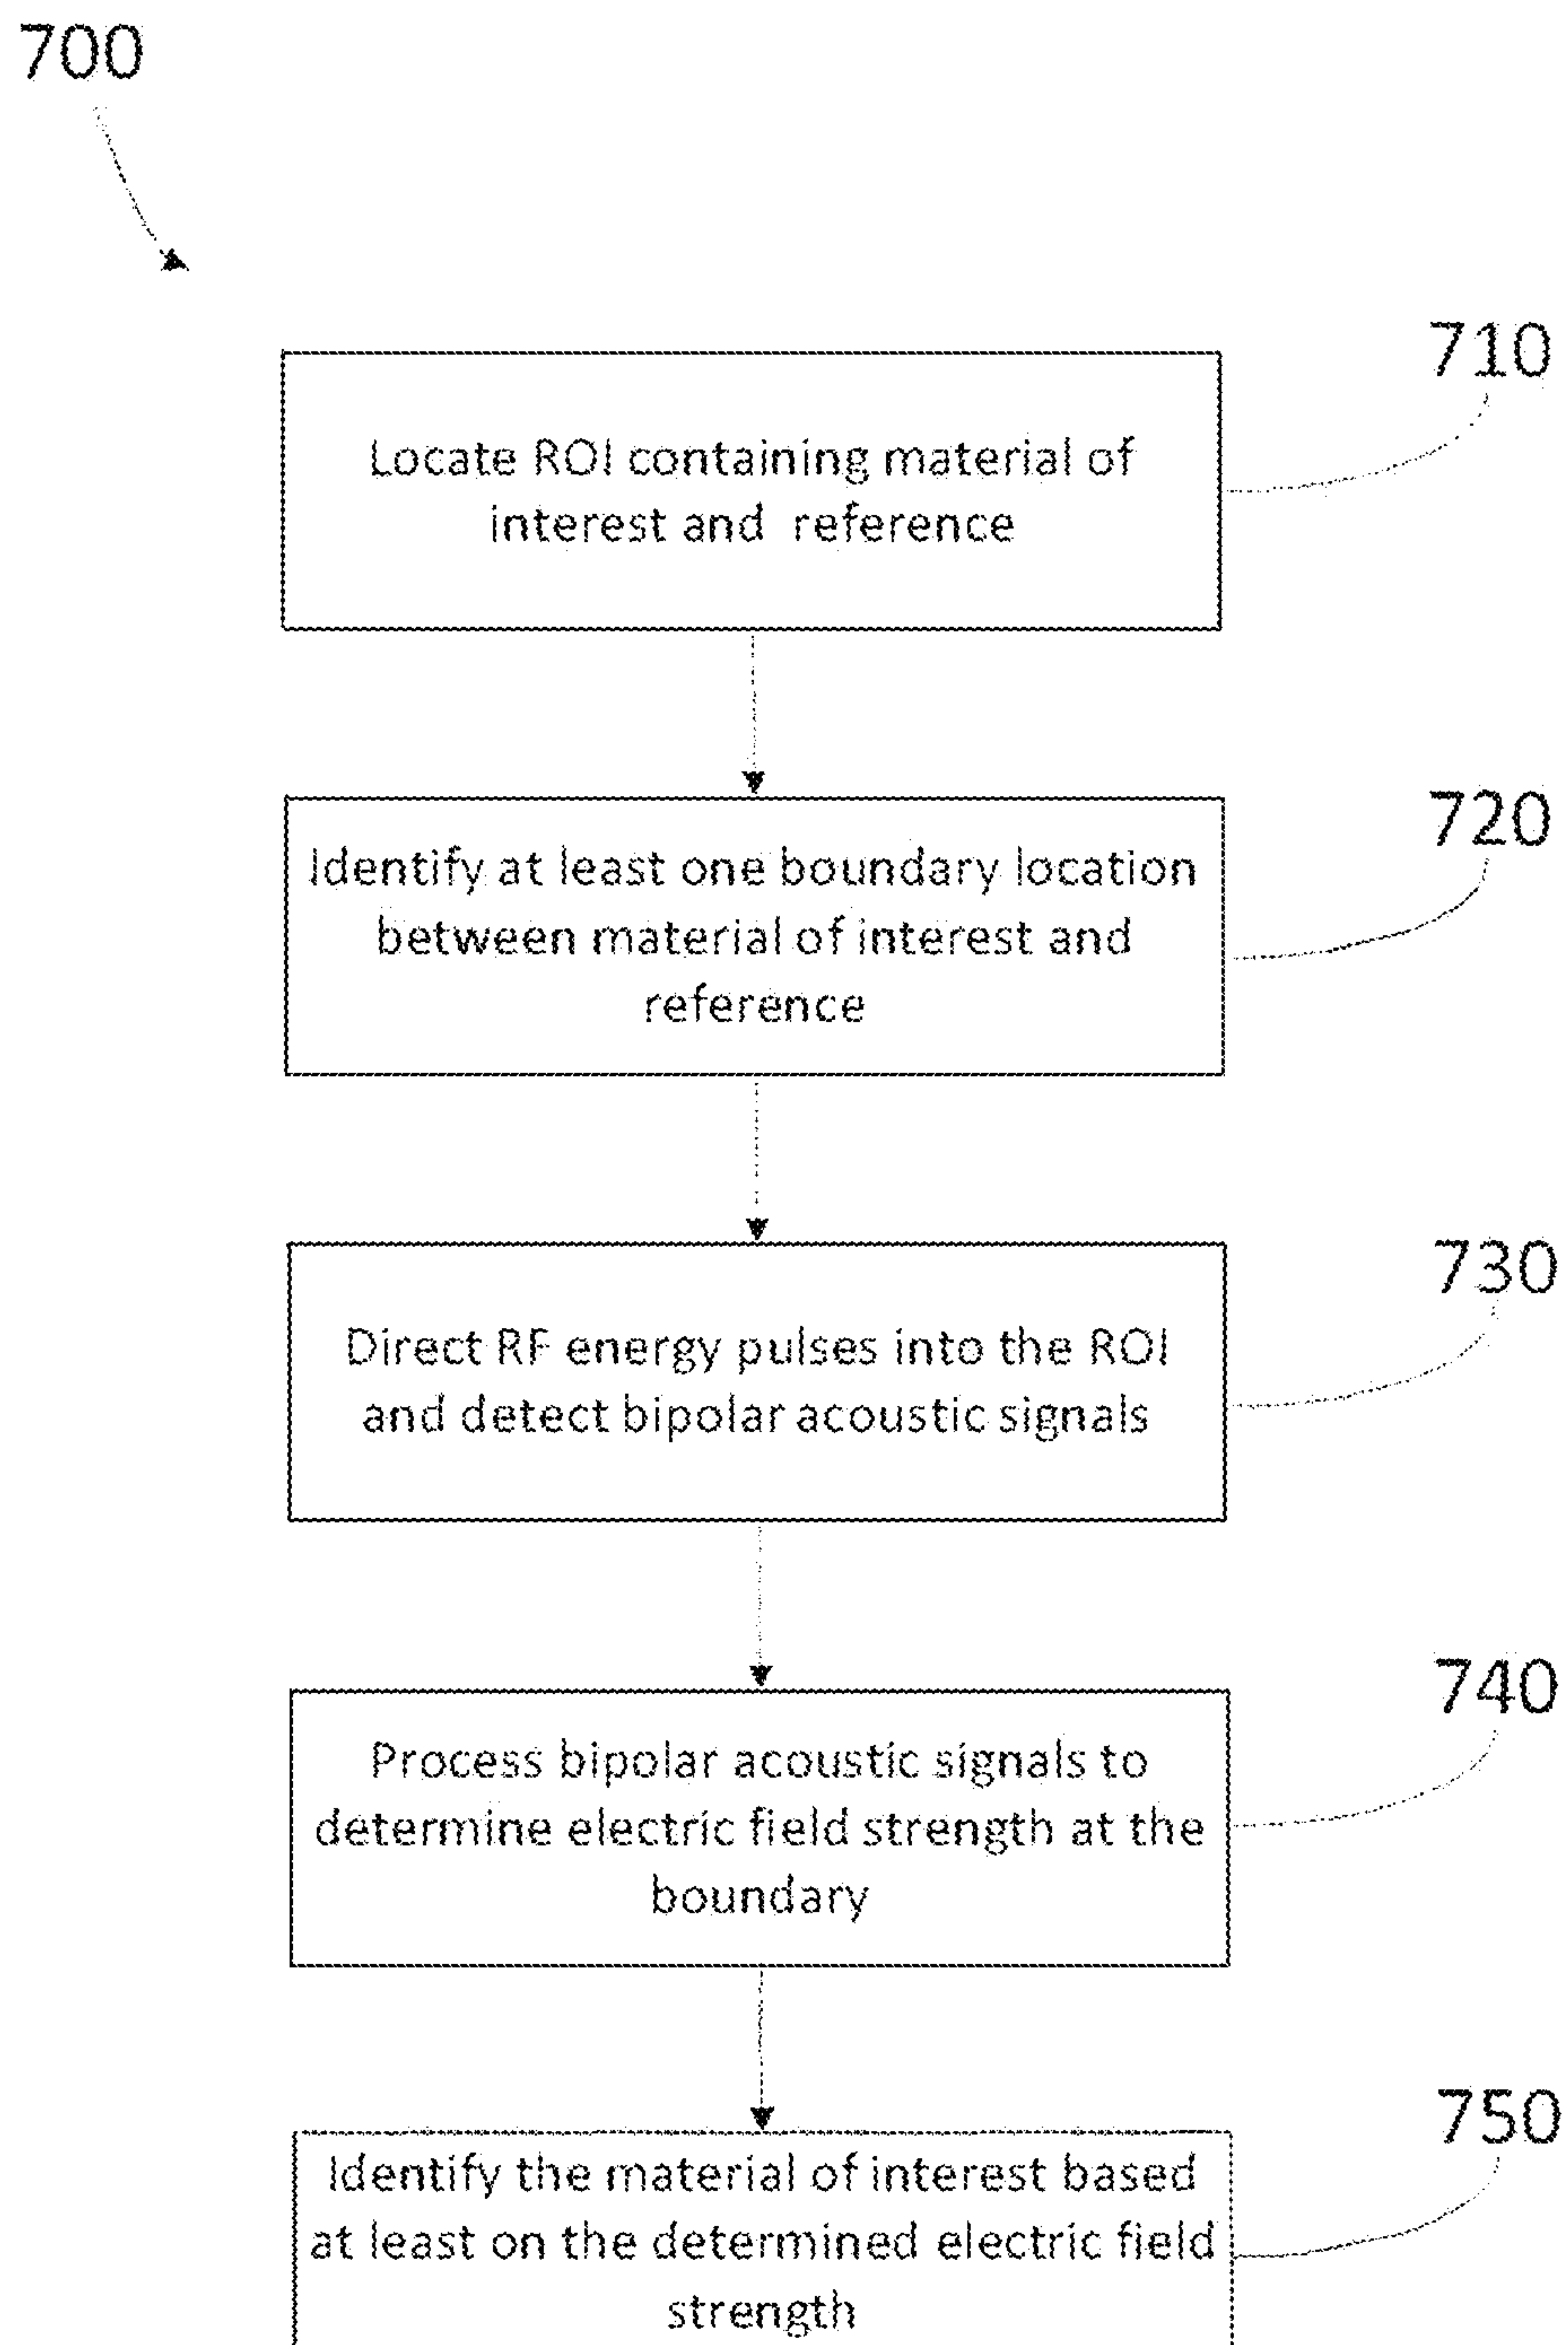 700
710
Locate ROI containing material of
interest and reference
720
Identify at least one boundary location
between material of interest and
reference
730
Direct RF energy pulses into the ROI
and detect bipolar acoustic signals
740
Process bipolar acoustic signals to
determine electric field strength at the
boundary
750
Identify the material of interest based
at least on the determined electric field
strength